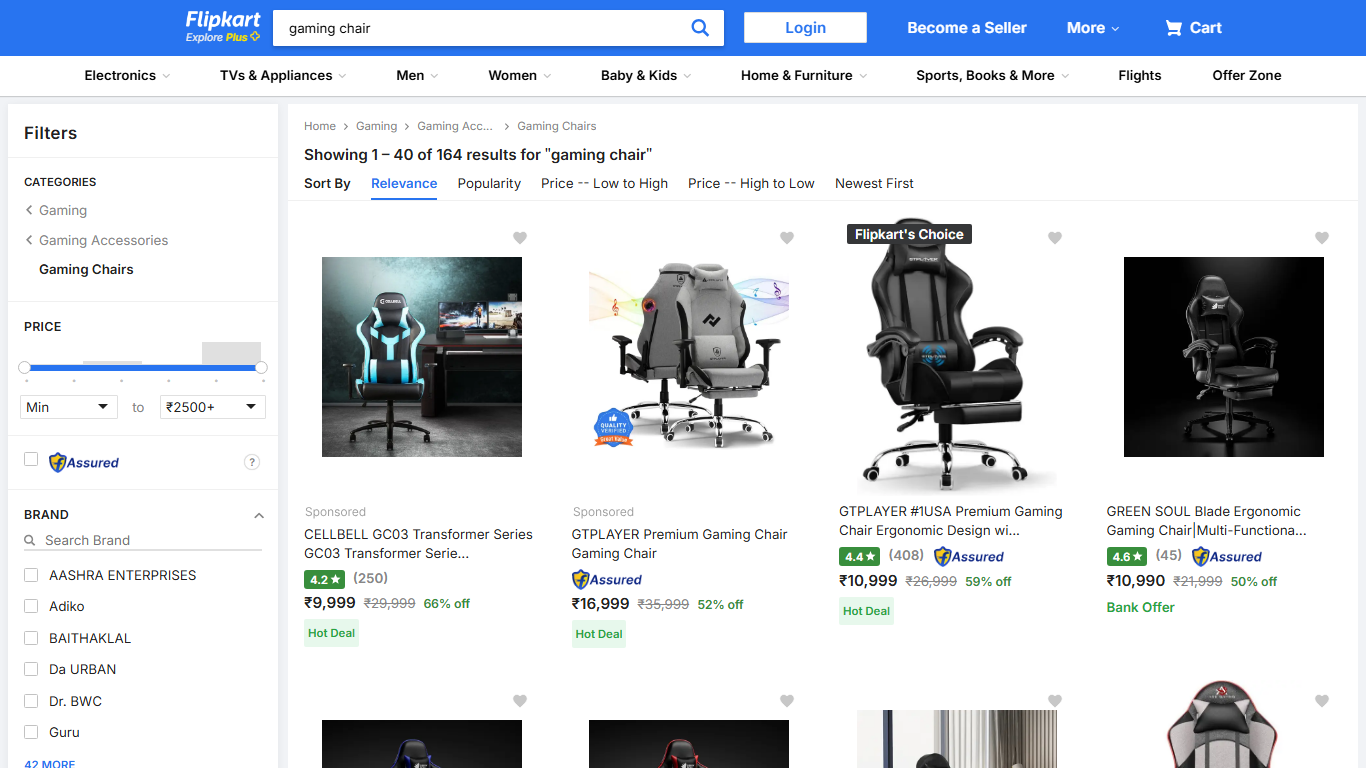 Flipkart
Explore Plus
gaming chair
Login
Become a Seller
More
Cart
Electronics
TVs & Appliances
Men
Women
Baby & Kids
Home & Furniture
Sports, Books & More
Flights
Offer Zone
Filters
CATEGORIES
Gaming
Gaming Accessories
Gaming Chairs
PRICE
Min
to
₹2500+
Assured
?
BRAND
Search Brand
AASHRA ENTERPRISES
Adiko
BAITHAKLAL
Da URBAN
Dr. BWC
Guru
42 MORE
Home
Gaming
Gaming Acc...
Gaming Chairs
Showing 1 – 40 of 164 results for "gaming chair"
Sort By
Relevance
Popularity
Price -- Low to High
Price -- High to Low
Newest First
Sponsored
CELLBELL GC03 Transformer Series
GC03 Transformer Serie...
4.2 (250)
₹9,999 ₹29,999 66% off
Hot Deal
QUALITY
VERIFIED
Sponsored
GTPLAYER Premium Gaming Chair
Gaming Chair
Assured
₹16,999 ₹35,999 52% off
Hot Deal
Flipkart's Choice
GTPLAYER
GTPLAYER #1USA Premium Gaming
Chair Ergonomic Design wi...
4.4 (408) Assured
₹10,999 ₹26,999 59% off
Hot Deal
GREEN SOUL Blade Ergonomic
Gaming Chair|Multi-Functiona...
4.6 (45) Assured
₹10,990 ₹21,999 50% off
Bank Offer